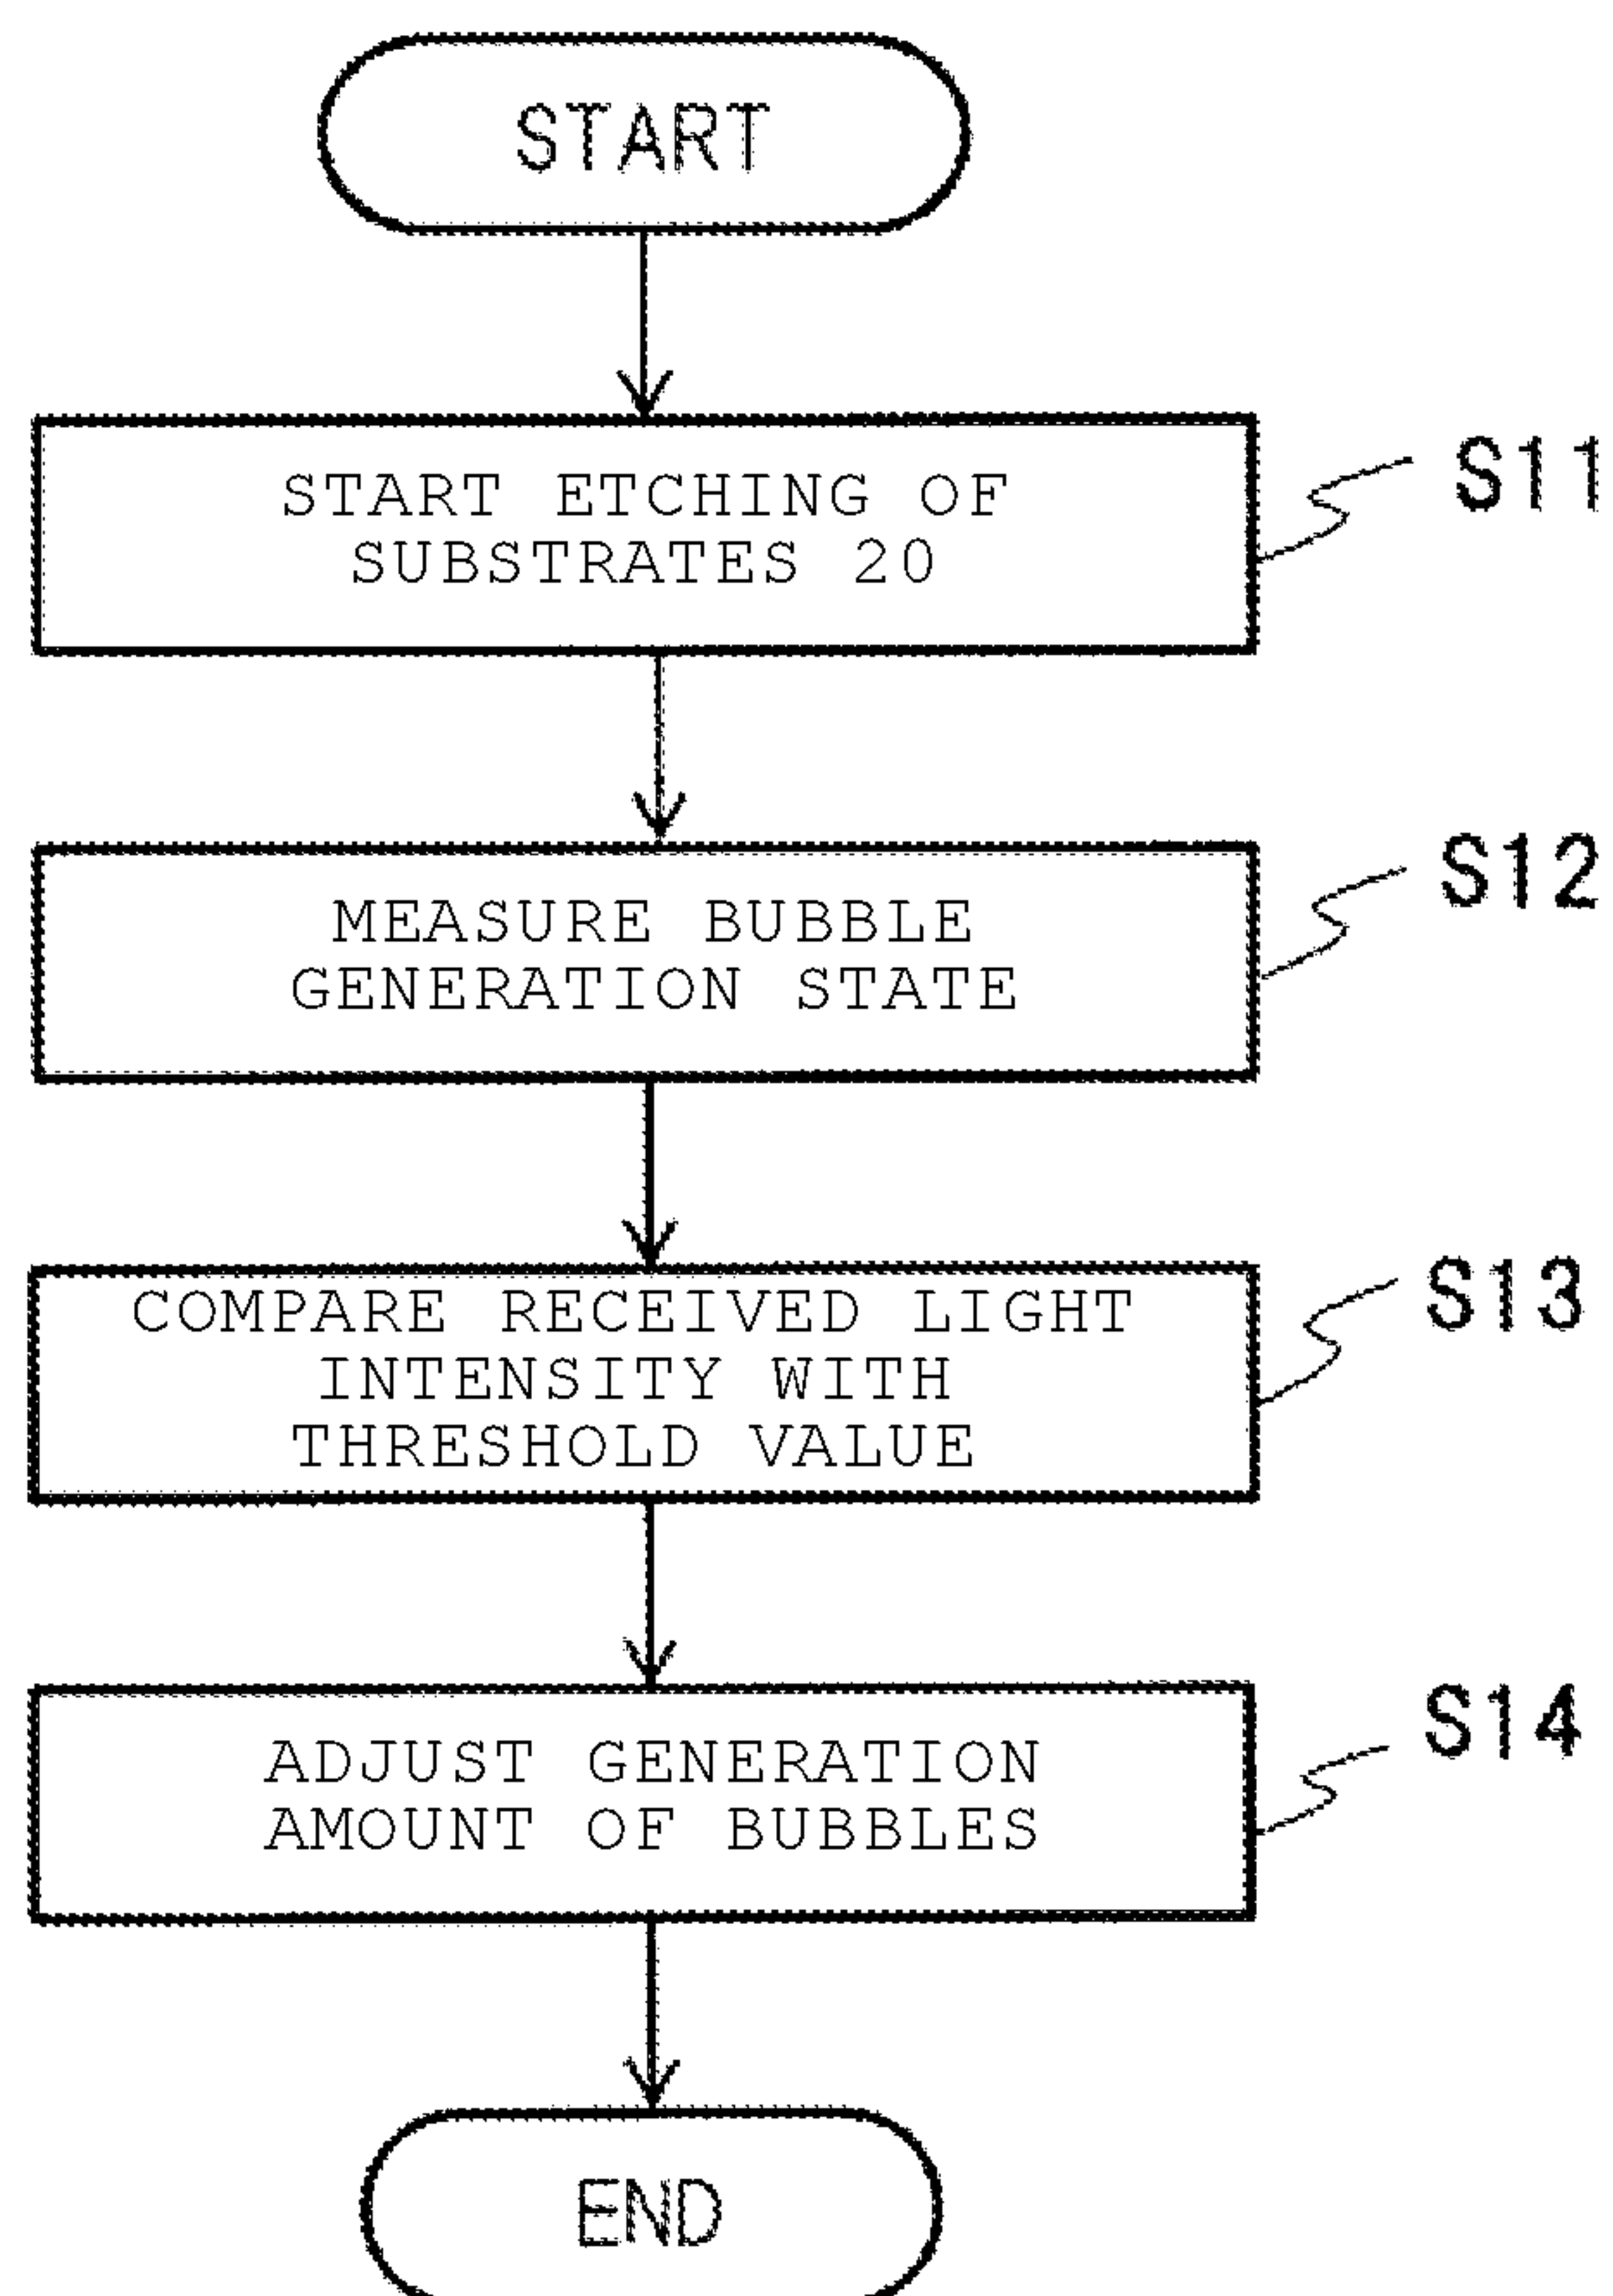 START
START ETCHING OF
SUBSTRATES 20
S11
MEASURE BUBBLE
GENERATION STATE
S12
COMPARE RECEIVED LIGHT
INTENSITY WITH
THRESHOLD VALUE
S13
ADJUST GENERATION
AMOUNT OF BUBBLES
S14
END